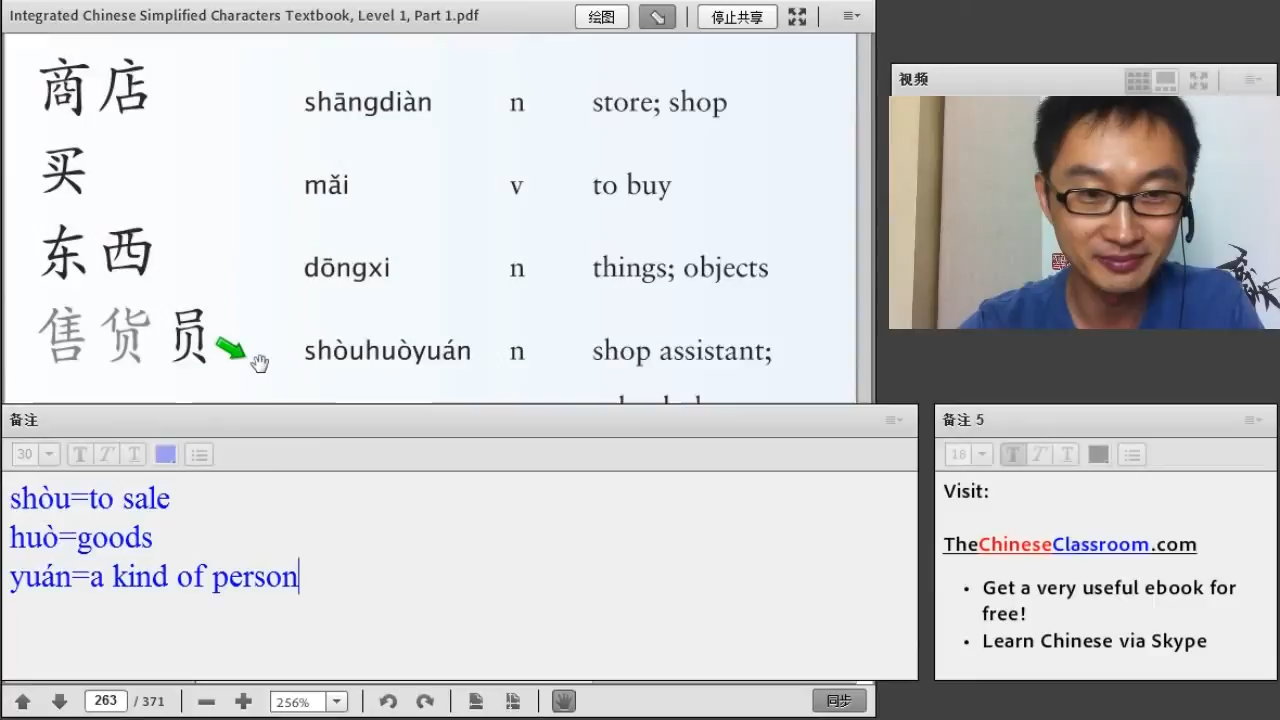 Integrated Chinese Simplified Characters Textbook, Level 1, Part 1.pdf
绘图
停止共享
商店 shāngdiàn n store; shop
买 mǎi v to buy
东西 dōngxi n things; objects
售货员 shòuhuòyuán n shop assistant;
视频
备注
30
T T T
shòu=to sale
huò=goods
yuán=a kind of person
备注 5
18
T T T
Visit:
TheChineseClassroom.com
• Get a very useful ebook for
free!
• Learn Chinese via Skype
263 / 371
256%
同步